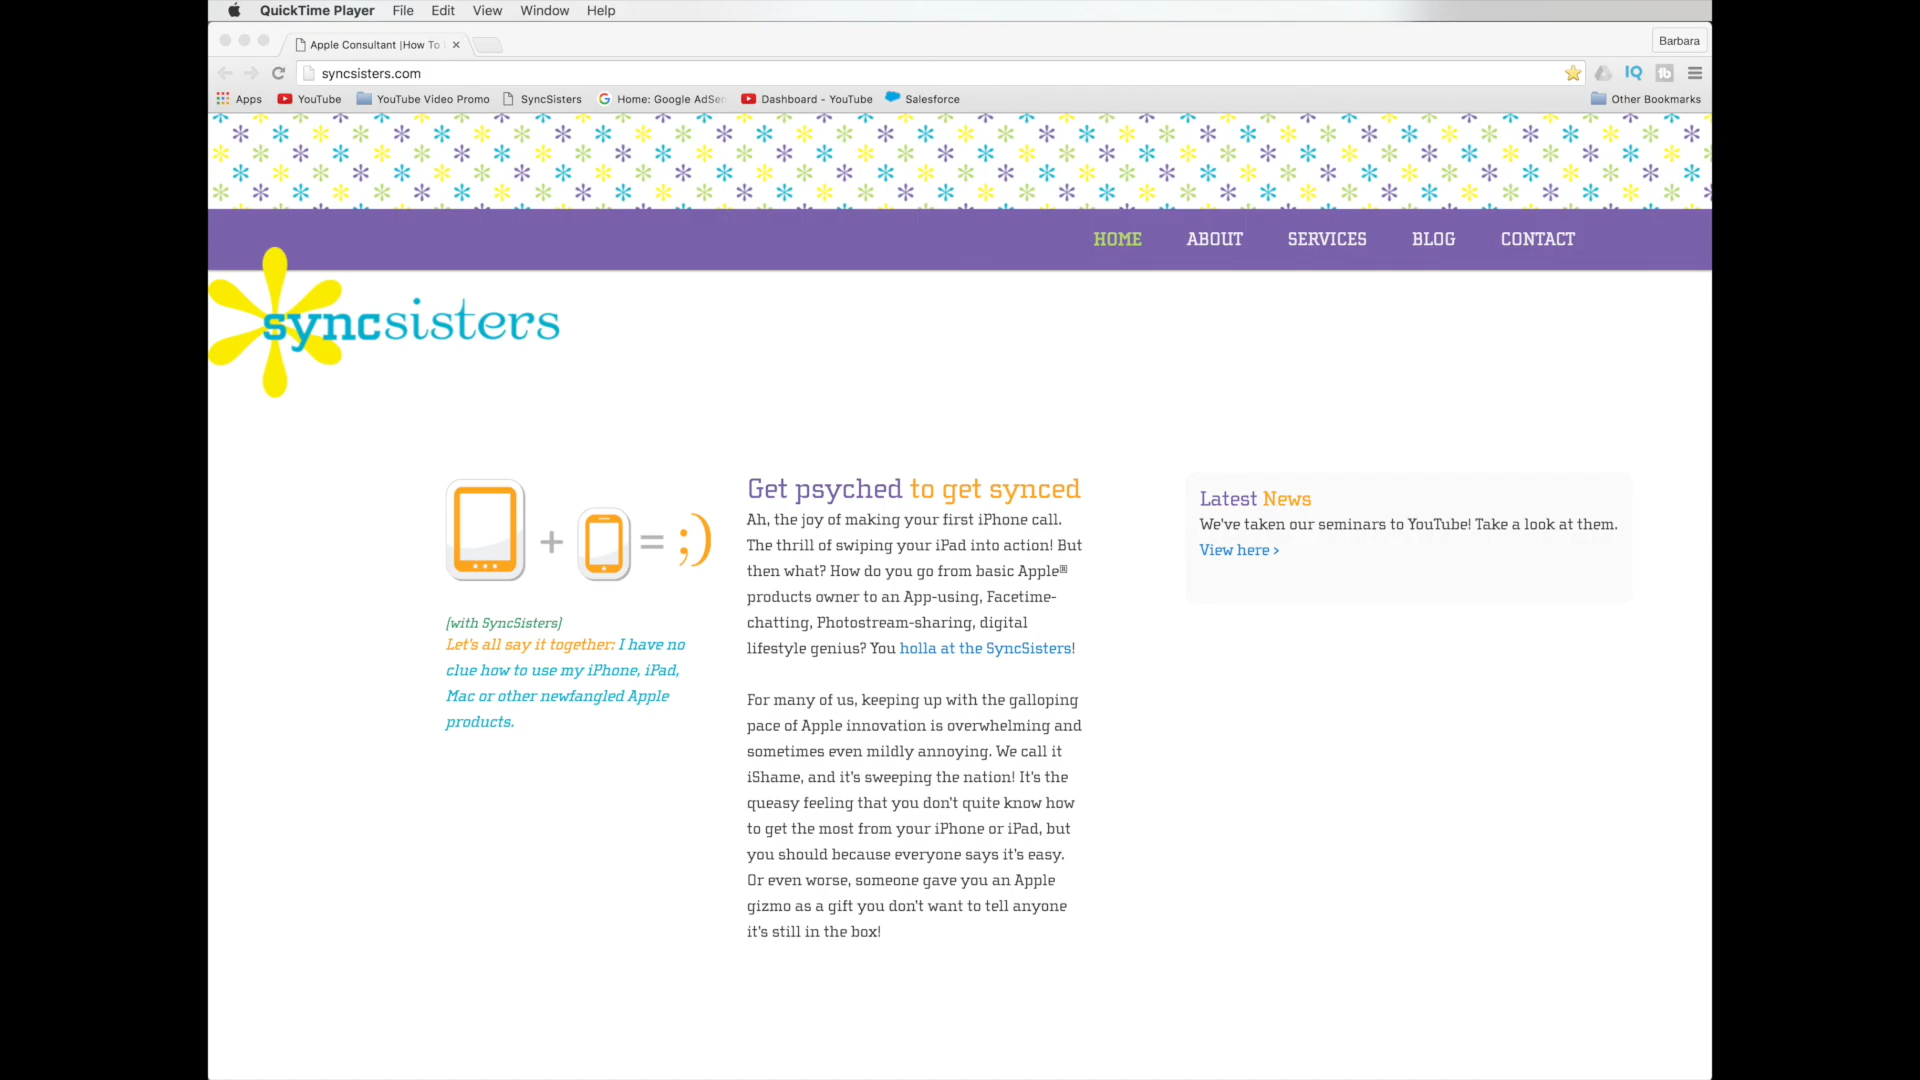 QuickTime Player File Edit View Window Help
Apple Consultant |How To
Barbara
syncsisters.com
Apps YouTube YouTube Video Promo SyncSisters Home: Google AdSen Dashboard - YouTube Salesforce Other Bookmarks
HOME ABOUT SERVICES BLOG CONTACT
syncsisters
+ = ;)
[with SyncSisters]
Let's all say it together: I have no
clue how to use my iPhone, iPad,
Mac or other newfangled Apple
products.
Get psyched to get synced
Ah, the joy of making your first iPhone call.
The thrill of swiping your iPad into action! But
then what? How do you go from basic Apple®
products owner to an App-using, Facetime-
chatting, Photostream-sharing, digital
lifestyle genius? You holla at the SyncSisters!
For many of us, keeping up with the galloping
pace of Apple innovation is overwhelming and
sometimes even mildly annoying. We call it
iShame, and it's sweeping the nation! It's the
queasy feeling that you don't quite know how
to get the most from your iPhone or iPad, but
you should because everyone says it's easy.
Or even worse, someone gave you an Apple
gizmo as a gift you don't want to tell anyone
it's still in the box!
Latest News
We've taken our seminars to YouTube! Take a look at them.
View here >